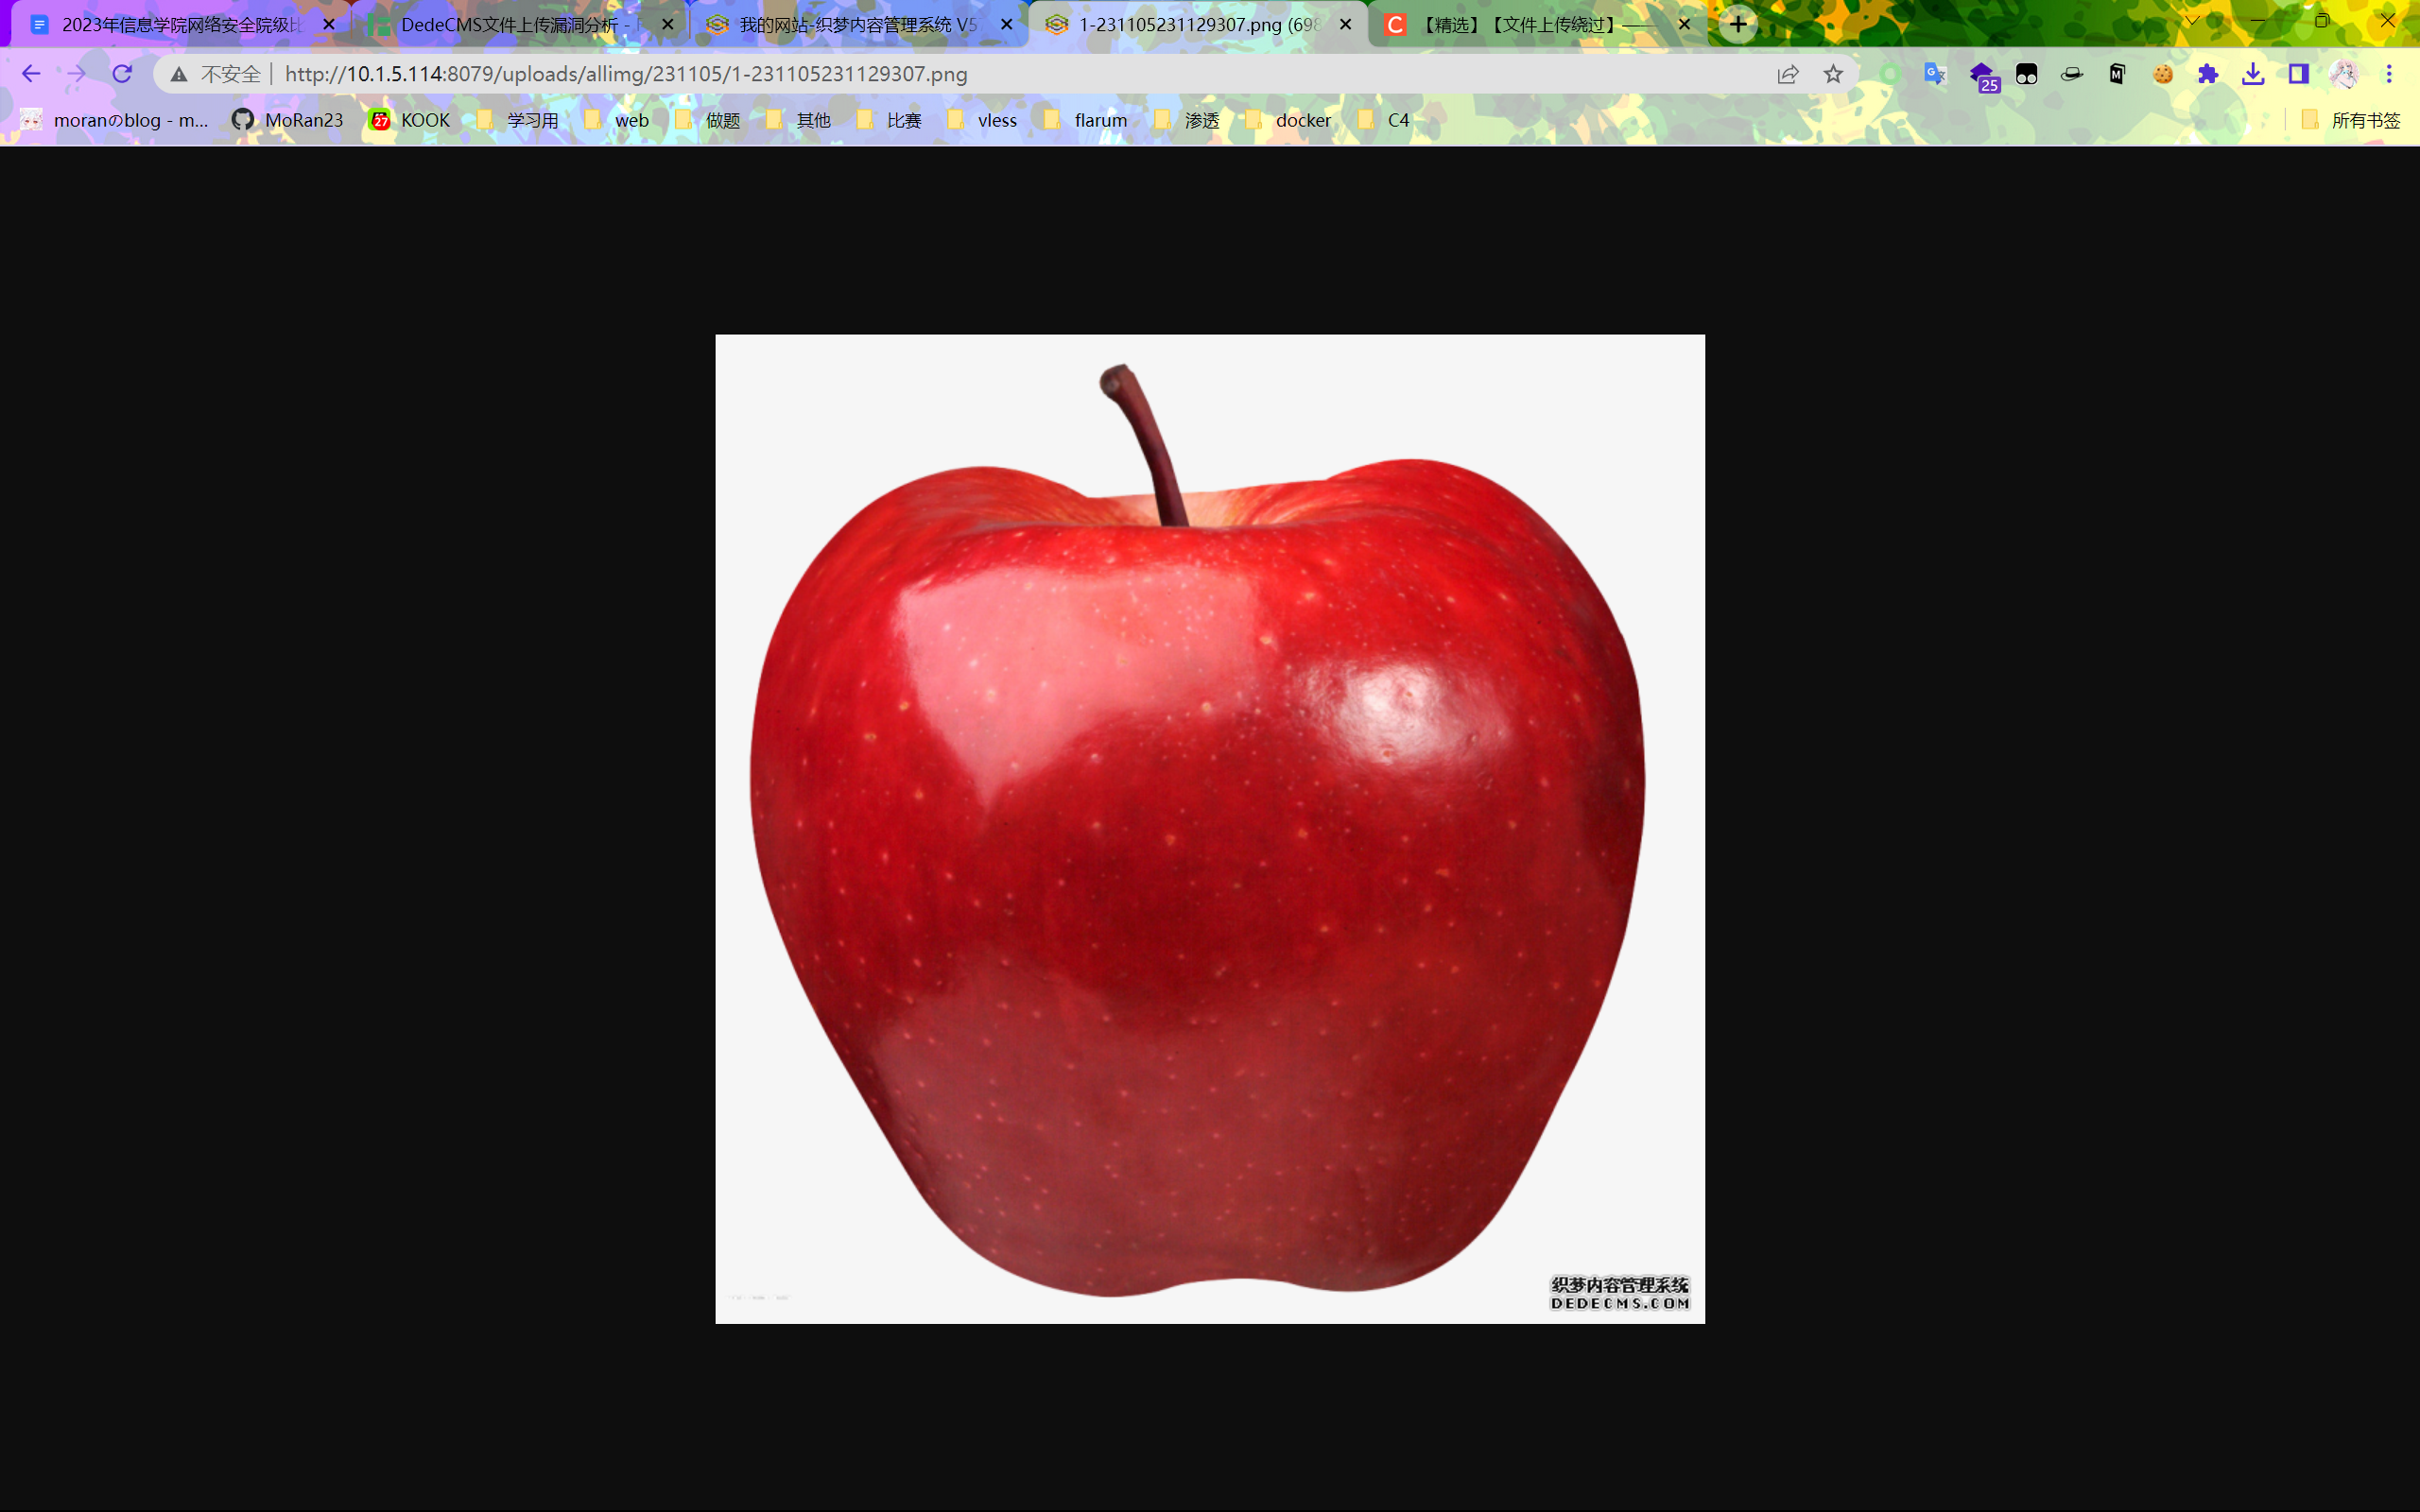 2023年信息学院网络安全院级比
DedeCMS文件上传漏洞分析 - F
我的网站-织梦内容管理系统 V5
1-231105231129307.png (698
【精选】【文件上传绕过】——
不安全 http://10.1.5.114:8079/uploads/allimg/231105/1-231105231129307.png
25
moranのblog - m...
MoRan23
27
KOOK
学习用
web
做题
其他
比赛
vless
flarum
渗透
docker
C4
所有书签
织梦内容管理系统
DEDECMS.COM